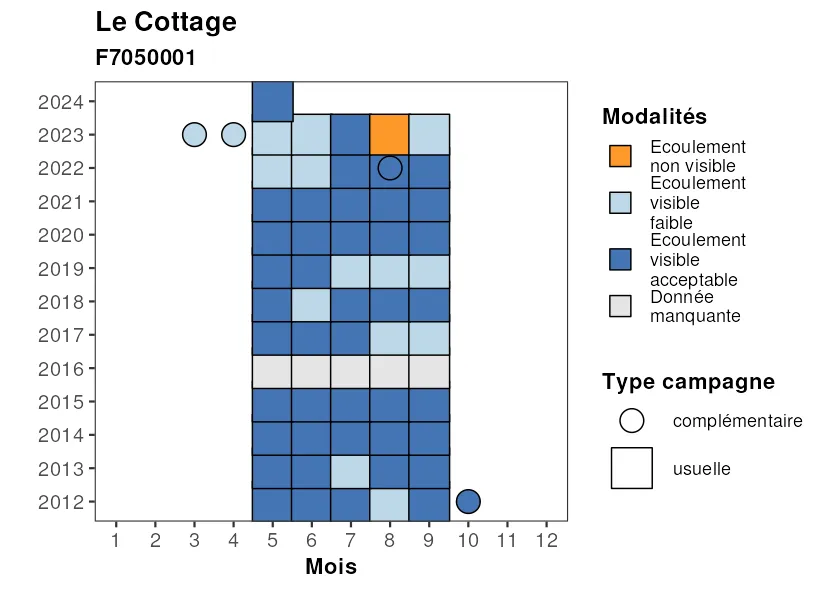 Le Cottage
F7050001
2024
2023
2022
2021
2020
2019
2018
2017
2016
2015
2014
2013
2012
1 2 3 4 5 6 7 8 9 10 11 12
Mois
Modalités
Ecoulement
non visible
Ecoulement
visible
faible
Ecoulement
visible
acceptable
Donnée
manquante
Type campagne
complémentaire
usuelle